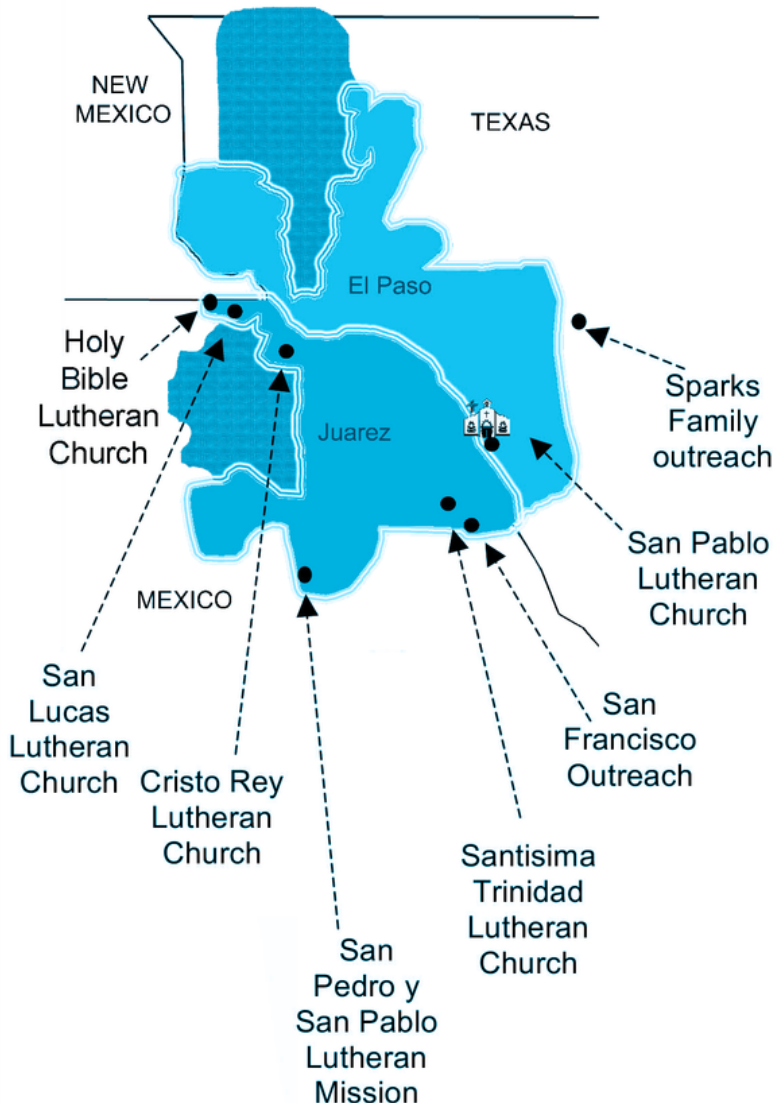 NEW
MEXICO
TEXAS
El Paso
Holy
Bible
Lutheran
Church
Juarez
Sparks
Family
outreach
San Pablo
Lutheran
Church
MEXICO
San
Lucas
Lutheran
Church
Cristo Rey
Lutheran
Church
San
Francisco
Outreach
Santisima
Trinidad
Lutheran
Church
San
Pedro y
San Pablo
Lutheran
Mission